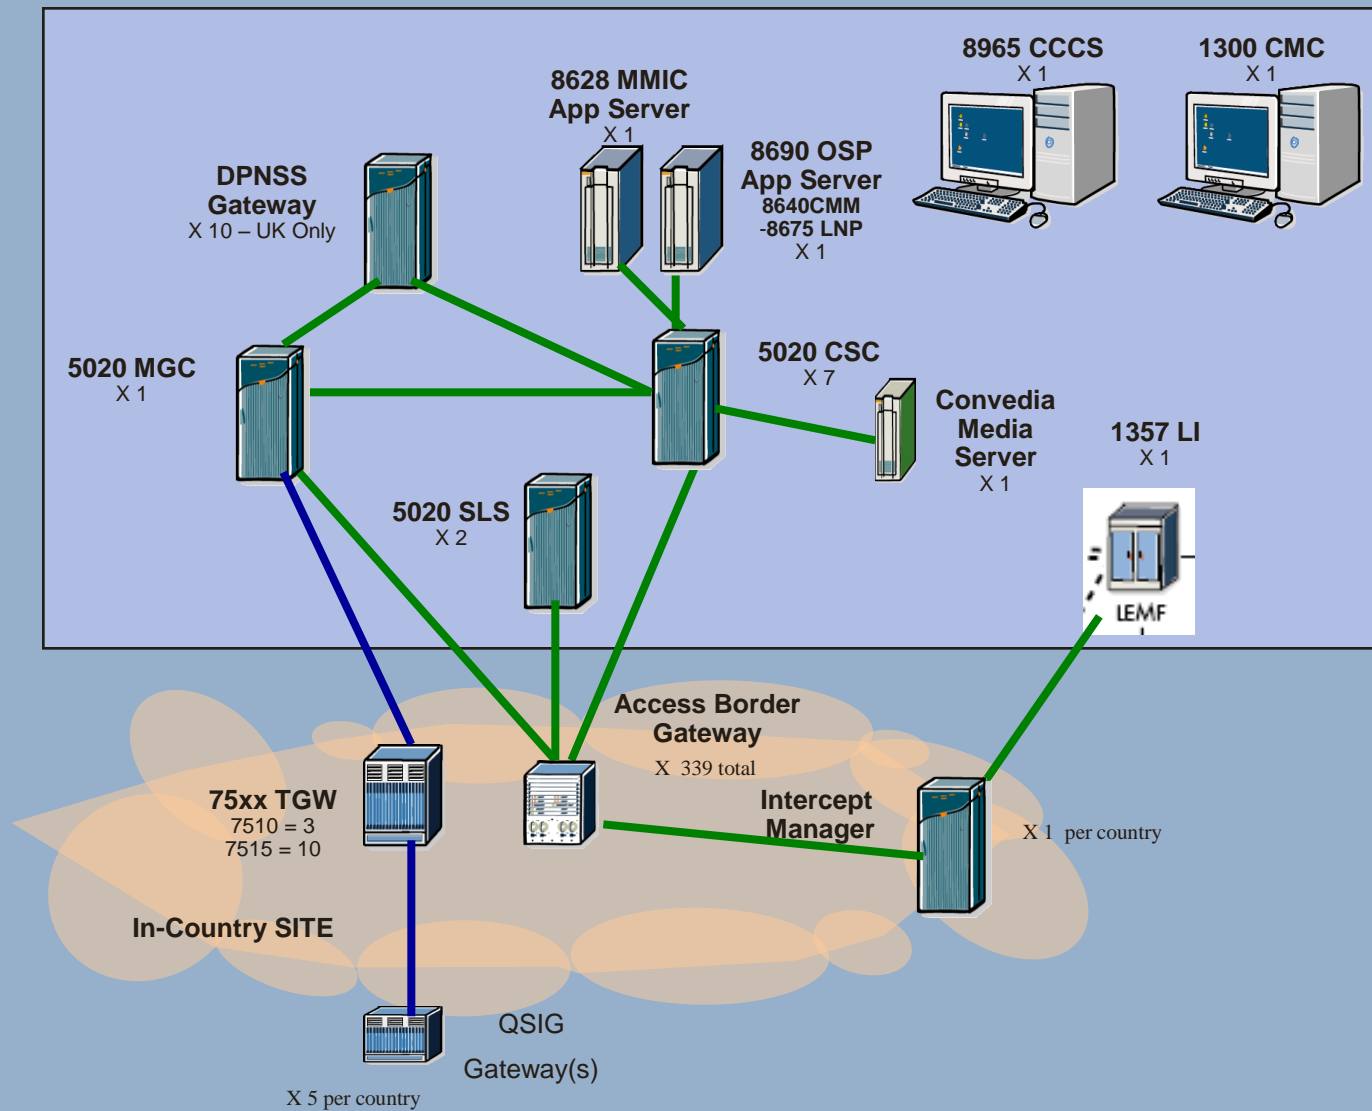 8965 CCCS
X 1
1300 CMC
X 1
8628 MMIC
App Server
X 1
8690 OSP
App Server
8640CMM
-8675 LNP
X 1
DPNSS
Gateway
X 10 – UK Only
5020 MGC
X 1
5020 CSC
X 7
Convedia
Media
Server
X 1
1357 LI
X 1
LEMF
5020 SLS
X 2
Access Border
Gateway
X 339 total
75xx TGW
7510 = 3
7515 = 10
Intercept
Manager
X 1 per country
In-Country SITE
QSIG
Gateway(s)
X 5 per country